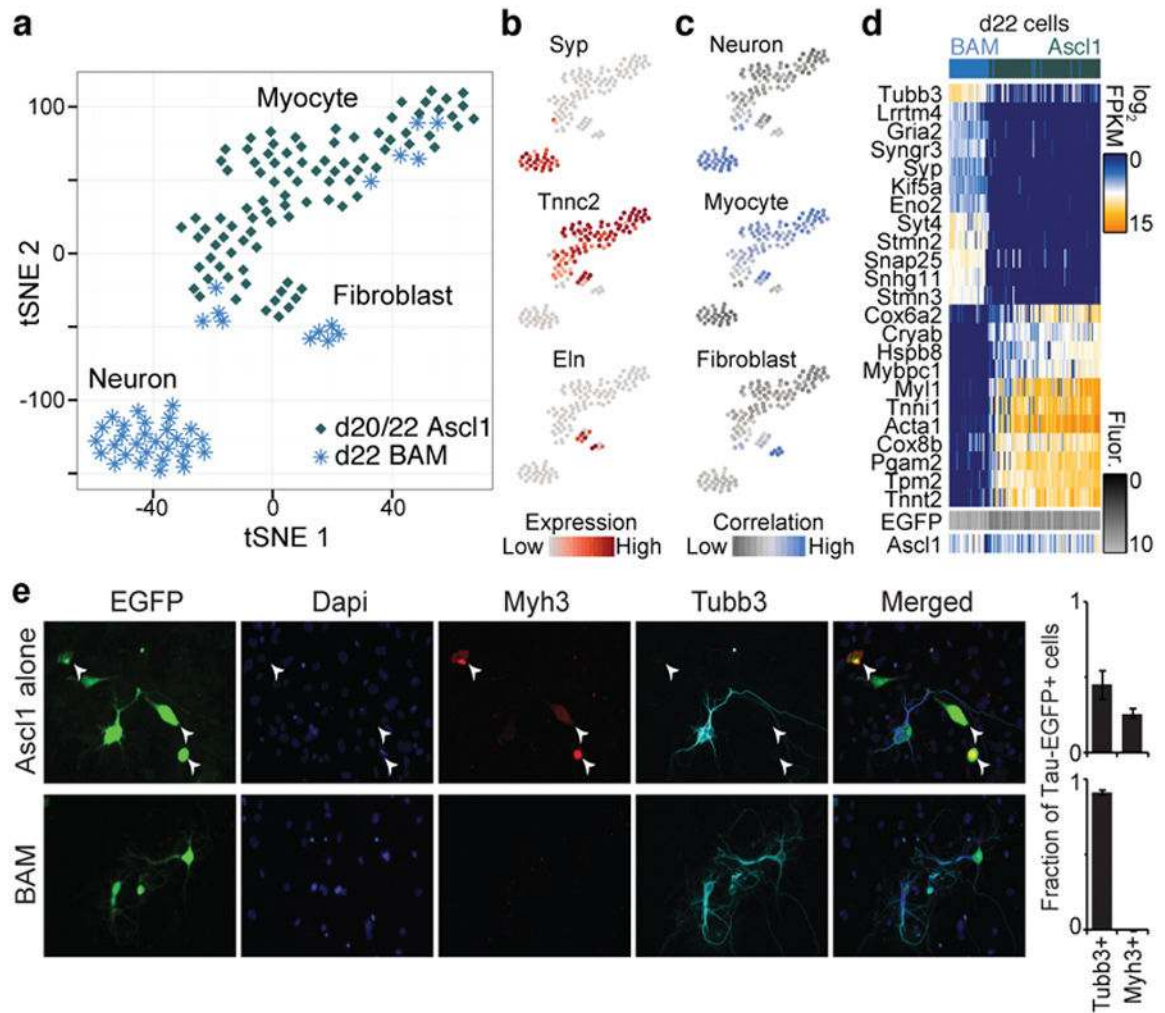 a
tSNE 2
100
0
-100
-40
0
40
tSNE 1
Myocyte
Fibroblast
Neuron
d20/22 Ascl1
d22 BAM
b
Syp
Tnnc2
Eln
Expression
Low High
c
Neuron
Myocyte
Fibroblast
Correlation
Low High
d
d22 cells
BAM Ascl1
Tubb3
Lrrtm4
Gria2
Syngr3
Syp
Kif5a
Eno2
Syt4
Stmn2
Snap25
Snhg11
Stmn3
Cox6a2
Cryab
Hspb8
Mybpc1
Myl1
Tnni1
Acta1
Cox8b
Pgam2
Tpm2
Tnnt2
EGFP
Ascl1
log2
FPKM
0
15
Fluor.
0
10
e
EGFP Dapi Myh3 Tubb3 Merged
Ascl1 alone
BAM
Fraction of Tau-EGFP+ cells
1
0
1
0
Tubb3+
Myh3+